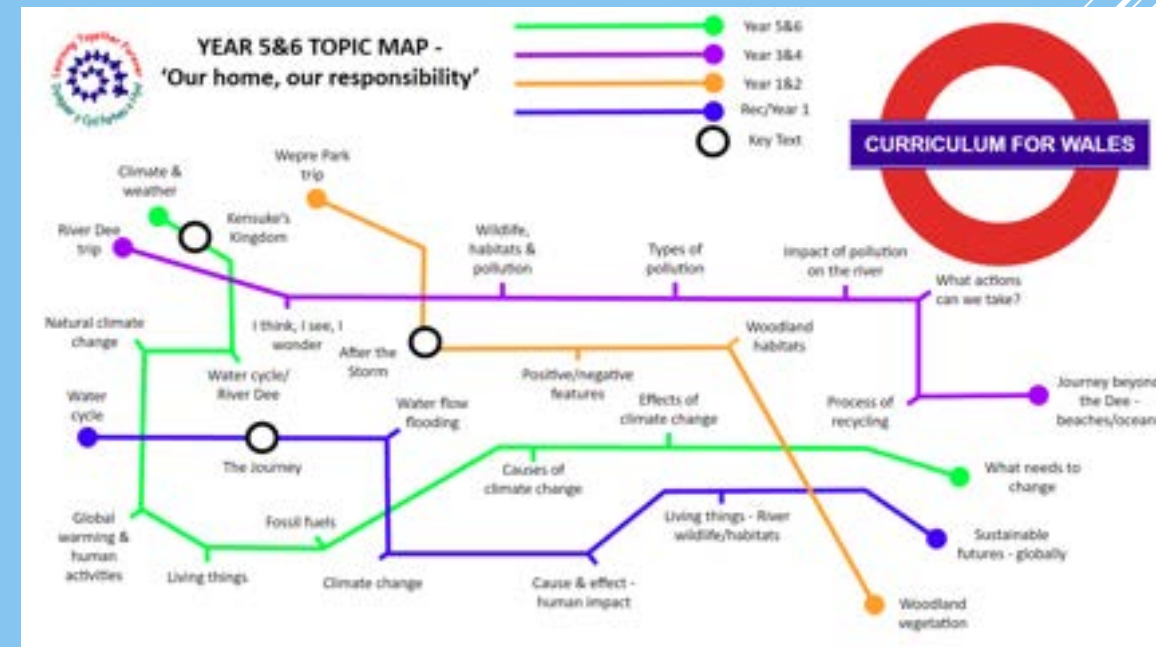 Learning Together Forever
YEAR 5&6 TOPIC MAP -
'Our home, our responsibility'
Year 5&6
Year 3&4
Year 1&2
Rec/Year 1
Key Text
CURRICULUM FOR WALES
Climate &
weather
Wepre Park
trip
Kensuke's
Kingdom
River Dee
trip
Wildlife,
habitats &
pollution
Types of
pollution
Impact of pollution
on the river
What actions
can we take?
Natural climate
change
I think, I see, I
wonder
After the
Storm
Woodland
habitats
Water cycle/
River Dee
Positive/negative
features
Journey beyond
the Dee -
beaches/ocean
Water
cycle
Water flow
flooding
Effects of
climate change
Process of
recycling
The Journey
Causes of
climate change
What needs to
change
Global
warming &
human
activities
Fossil fuels
Living things - River
wildlife/habitats
Sustainable
futures - globally
Living things
Climate change
Cause & effect -
human impact
Woodland
vegetation